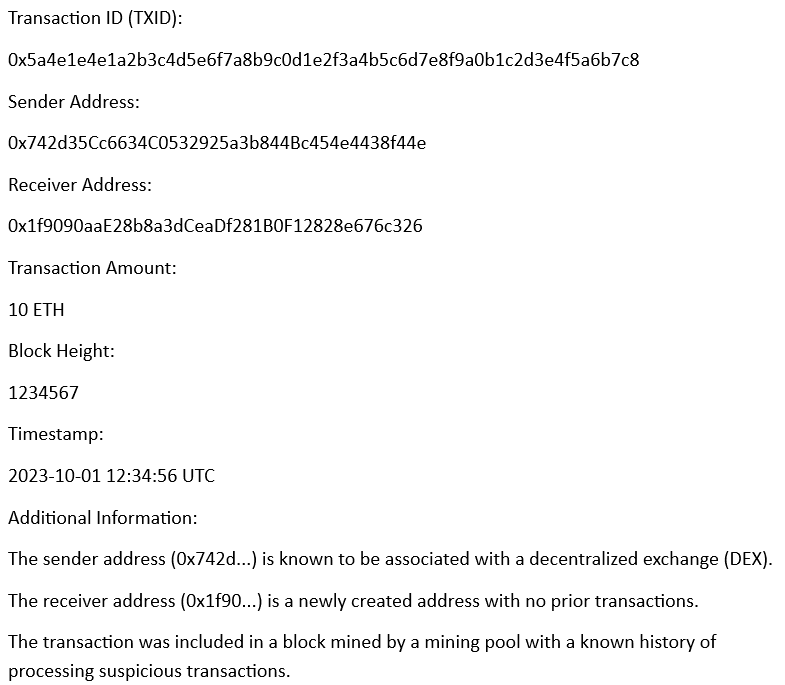 Transaction ID (TXID):
0x5a4e1e4e1a2b3c4d5e6f7a8b9c0d1e2f3a4b5c6d7e8f9a0b1c2d3e4f5a6b7c8
Sender Address:
0x742d35Cc6634C0532925a3b844Bc454e4438f44e
Receiver Address:
0x1f9090aaE28b8a3dCeaDf281B0F12828e676c326
Transaction Amount:
10 ETH
Block Height:
1234567
Timestamp:
2023-10-01 12:34:56 UTC
Additional Information:
The sender address (0x742d...) is known to be associated with a decentralized exchange (DEX).
The receiver address (0x1f90...) is a newly created address with no prior transactions.
The transaction was included in a block mined by a mining pool with a known history of
processing suspicious transactions.